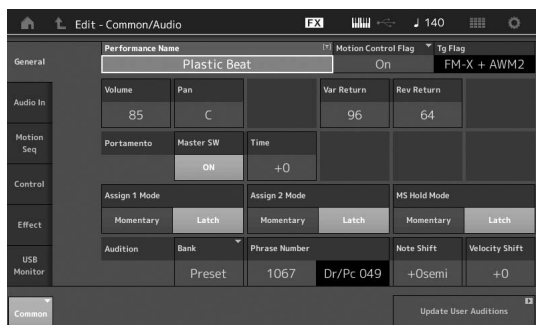 Edit - Common/Audio FX 140
General
Performance Name Motion Control Flag Tg Flag
Plastic Beat On FM-X + AWM2
Audio In
Volume Pan Var Return Rev Return
85 C 96 64
Motion Seq
Portamento Master SW Time
ON +0
Control
Assign 1 Mode Assign 2 Mode MS Hold Mode
Momentary Latch Momentary Latch Momentary Latch
Effect
Audition Bank Phrase Number Note Shift Velocity Shift
Preset 1067 Dr/Pc 049 +0semi +0
USB Monitor
Common Update User Auditions